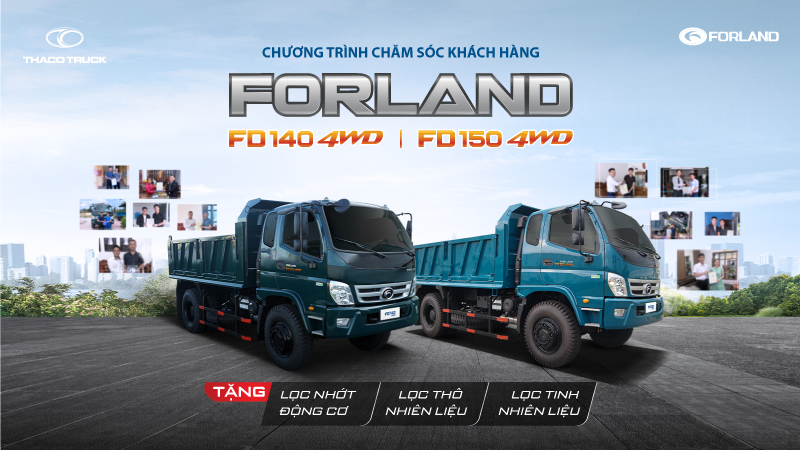 THACO TRUCK
FORLAND
CHƯƠNG TRÌNH CHĂM SÓC KHÁCH HÀNG
FORLAND
FD140 4WD | FD150 4WD
TẶNG
LỌC NHỚT
ĐỘNG CƠ
LỌC THÔ
NHIÊN LIỆU
LỌC TINH
NHIÊN LIỆU